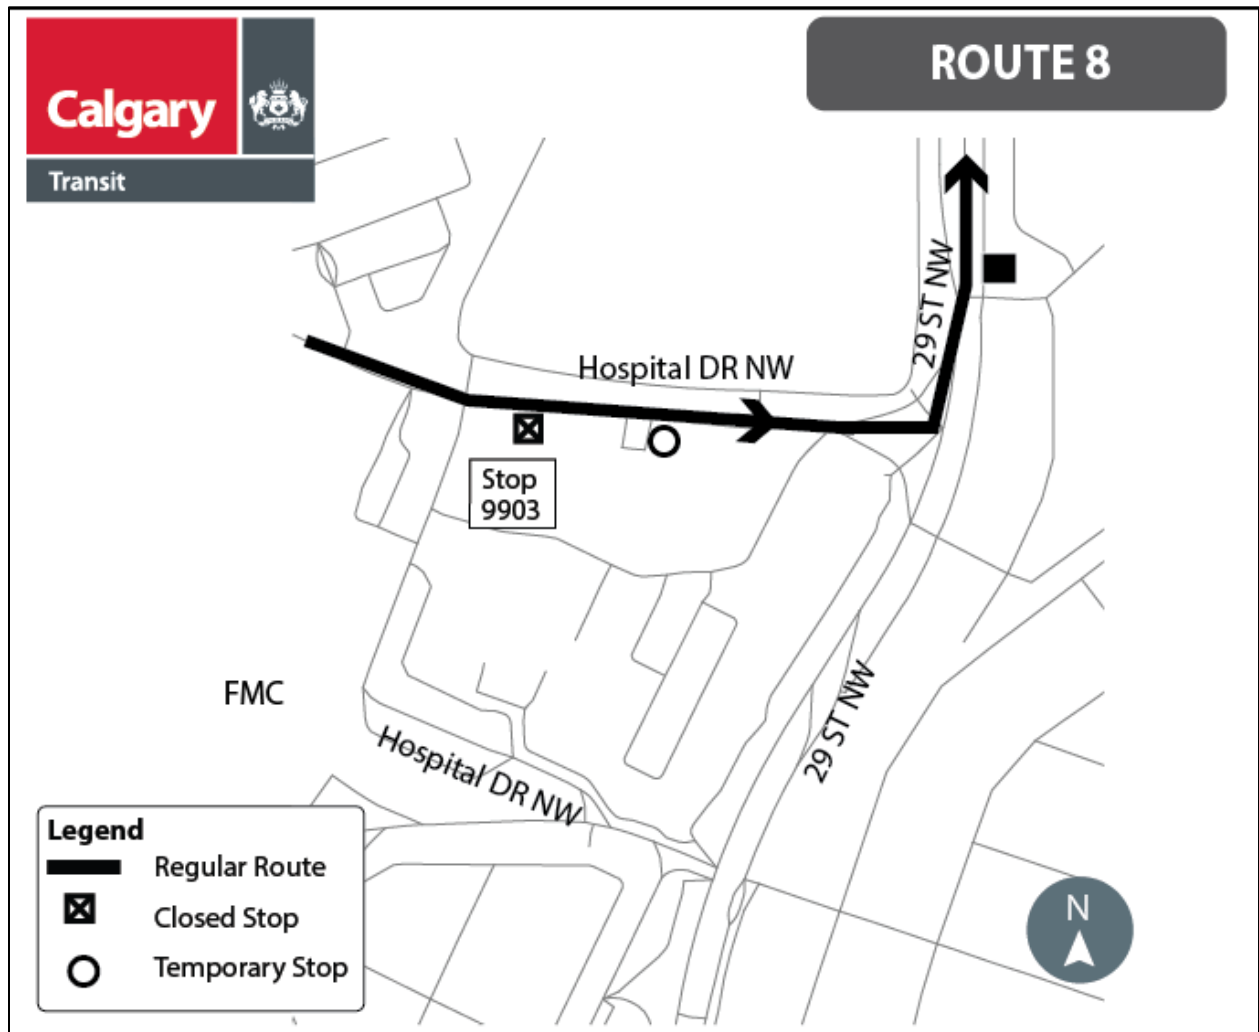 Calgary
Transit
ROUTE 8
29 ST NW
Hospital DR NW
Stop
9903
FMC
Hospital DR NW
29 ST NW
Legend
Regular Route
Closed Stop
Temporary Stop
N